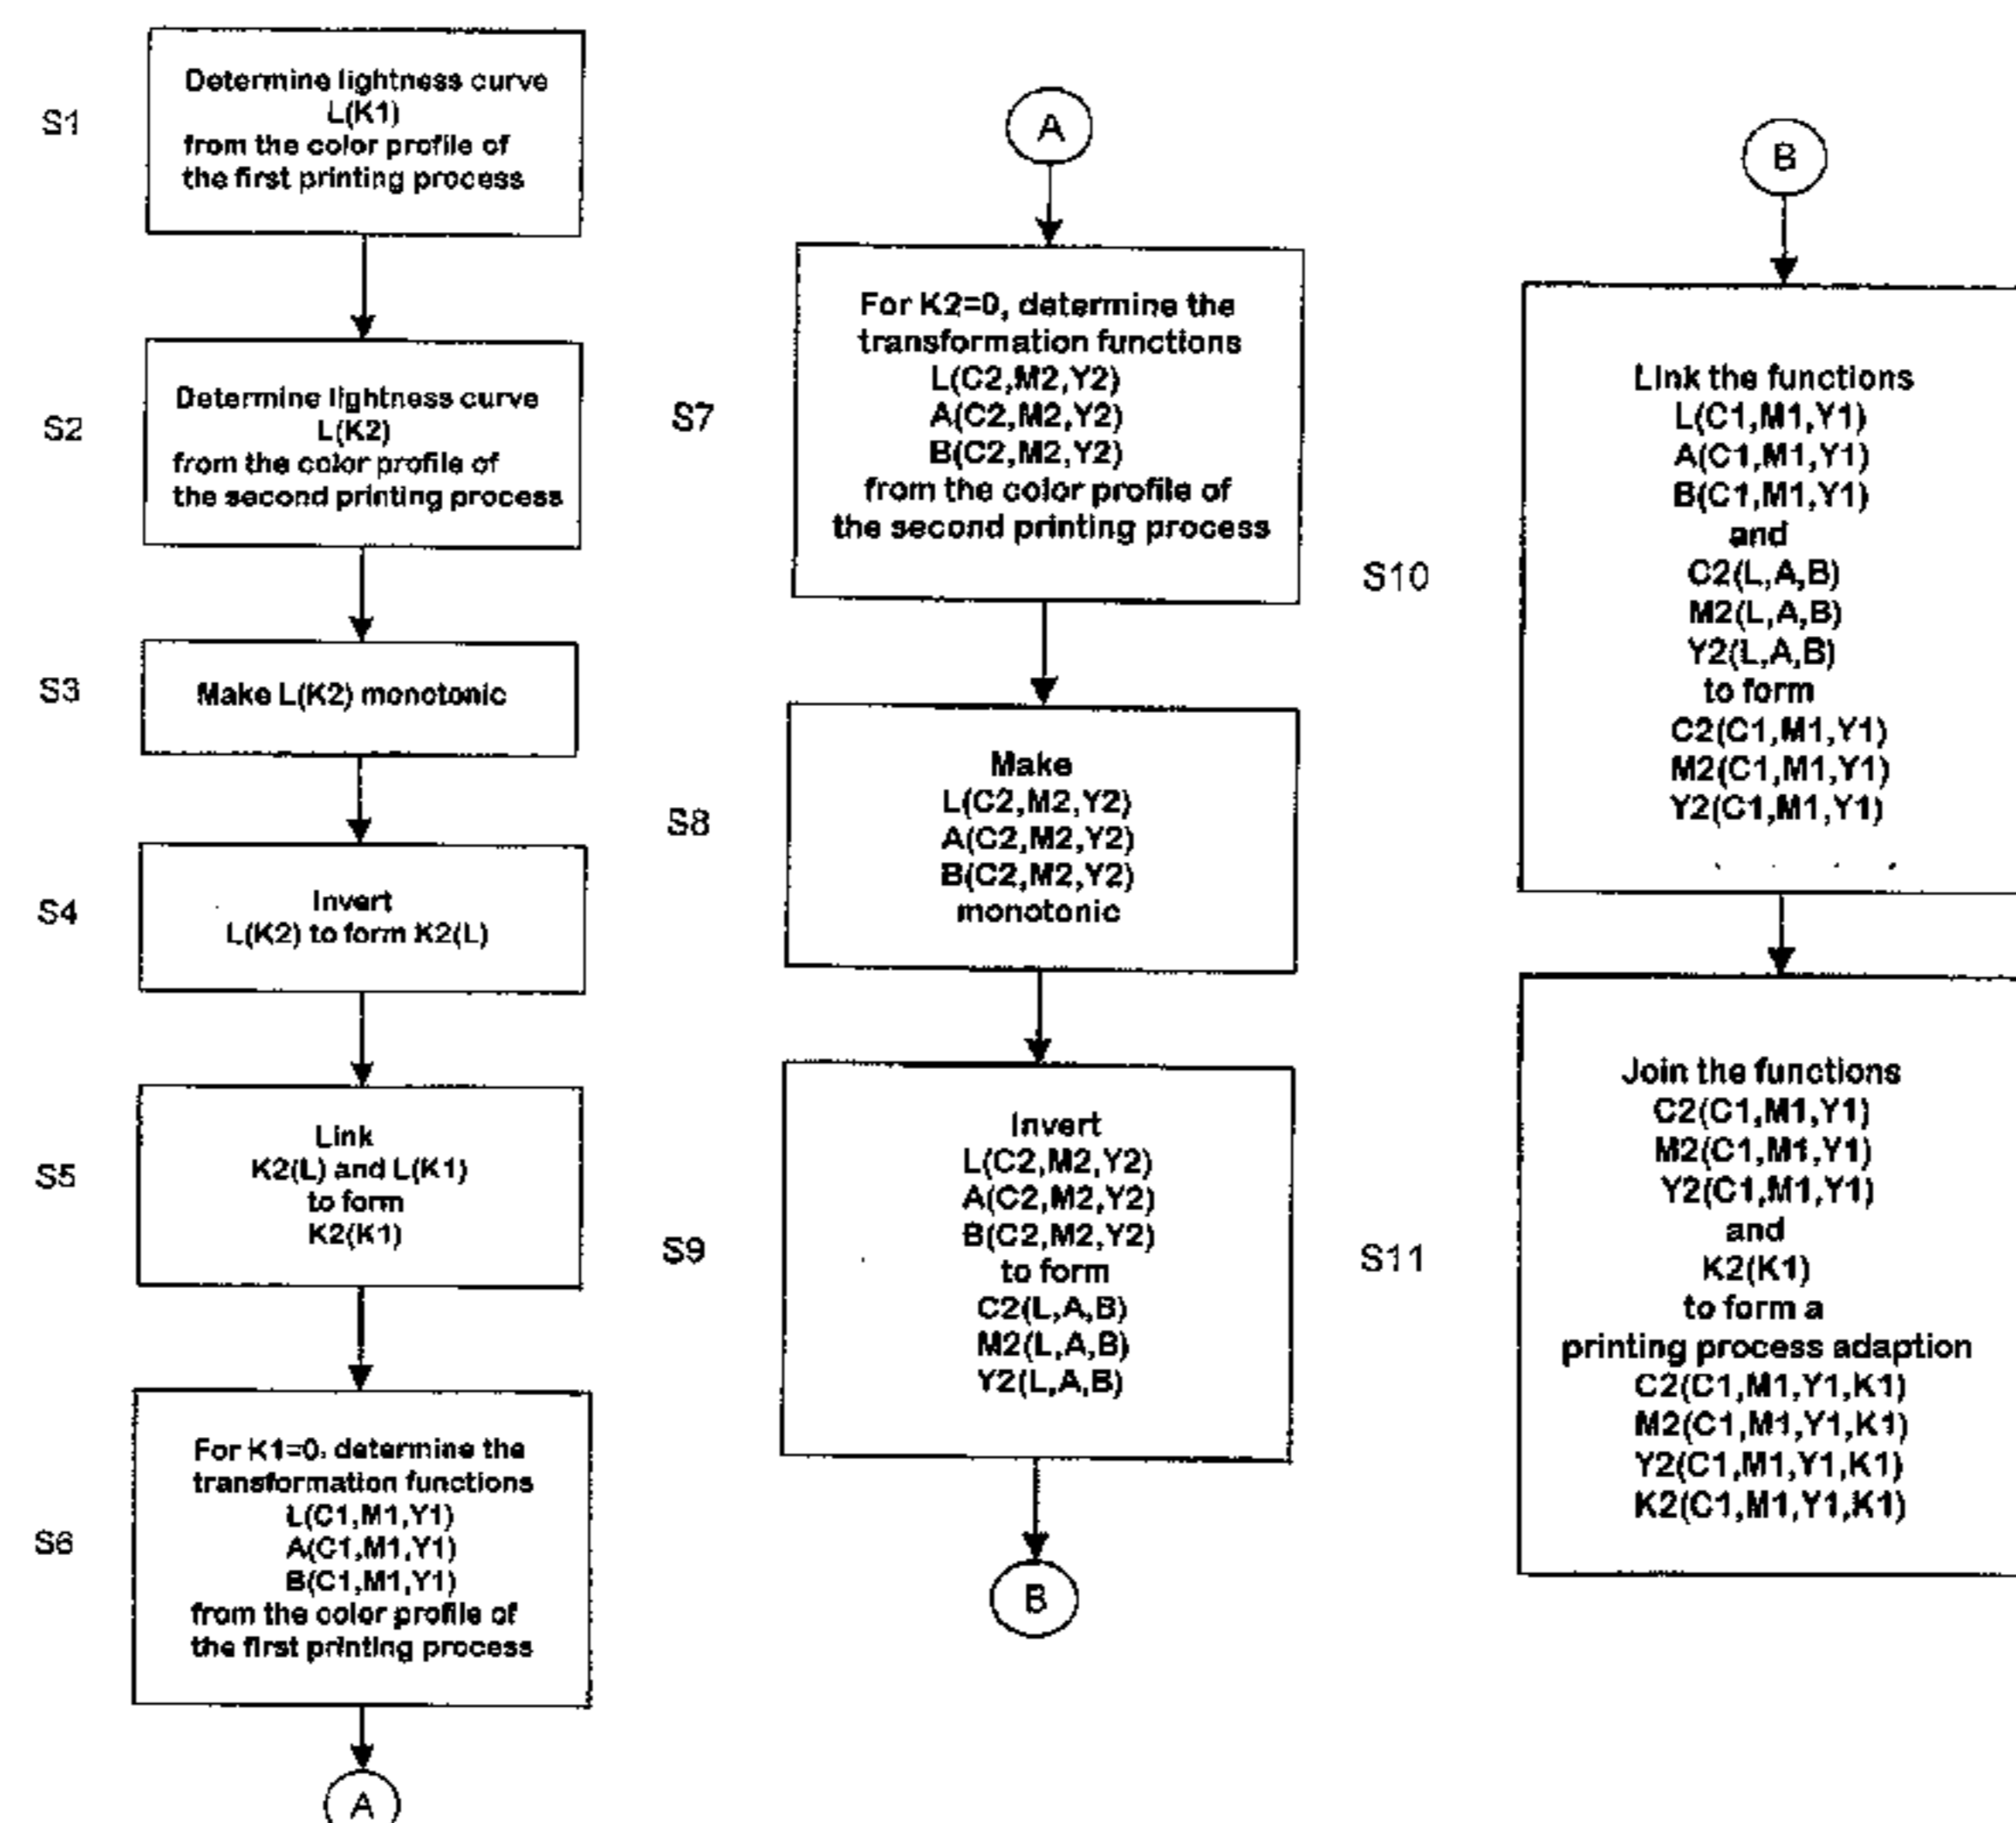 S1
Determine lightness curve
L(K1)
from the color profile of
the first printing process
S2
Determine lightness curve
L(K2)
from the color profile of
the second printing process
S3
Make L(K2) monotonic
S4
Invert
L(K2) to form K2(L)
S5
Link
K2(L) and L(K1)
to form
K2(K1)
S6
For K1=0, determine the
transformation functions
L(C1,M1,Y1)
A(C1,M1,Y1)
B(C1,M1,Y1)
from the color profile of
the first printing process
A
A
S7
For K2=0, determine the
transformation functions
L(C2,M2,Y2)
A(C2,M2,Y2)
B(C2,M2,Y2)
from the color profile of
the second printing process
S8
Make
L(C2,M2,Y2)
A(C2,M2,Y2)
B(C2,M2,Y2)
monotonic
S9
Invert
L(C2,M2,Y2)
A(C2,M2,Y2)
B(C2,M2,Y2)
to form
C2(L,A,B)
M2(L,A,B)
Y2(L,A,B)
B
B
S10
Link the functions
L(C1,M1,Y1)
A(C1,M1,Y1)
B(C1,M1,Y1)
and
C2(L,A,B)
M2(L,A,B)
Y2(L,A,B)
to form
C2(C1,M1,Y1)
M2(C1,M1,Y1)
Y2(C1,M1,Y1)
S11
Join the functions
C2(C1,M1,Y1)
M2(C1,M1,Y1)
Y2(C1,M1,Y1)
and
K2(K1)
to form a
printing process adaption
C2(C1,M1,Y1,K1)
M2(C1,M1,Y1,K1)
Y2(C1,M1,Y1,K1)
K2(C1,M1,Y1,K1)